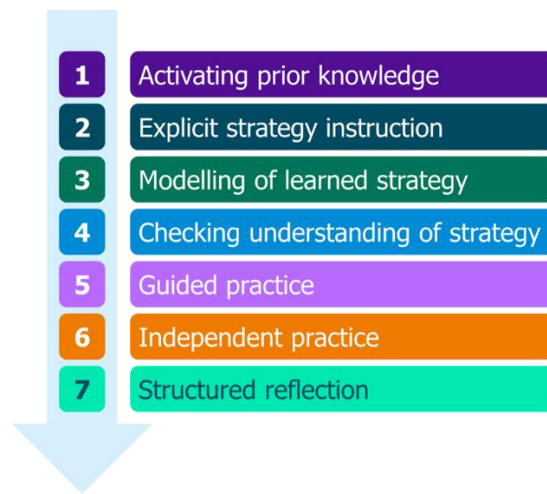 1 Activating prior knowledge
2 Explicit strategy instruction
3 Modelling of learned strategy
4 Checking understanding of strategy
5 Guided practice
6 Independent practice
7 Structured reflection